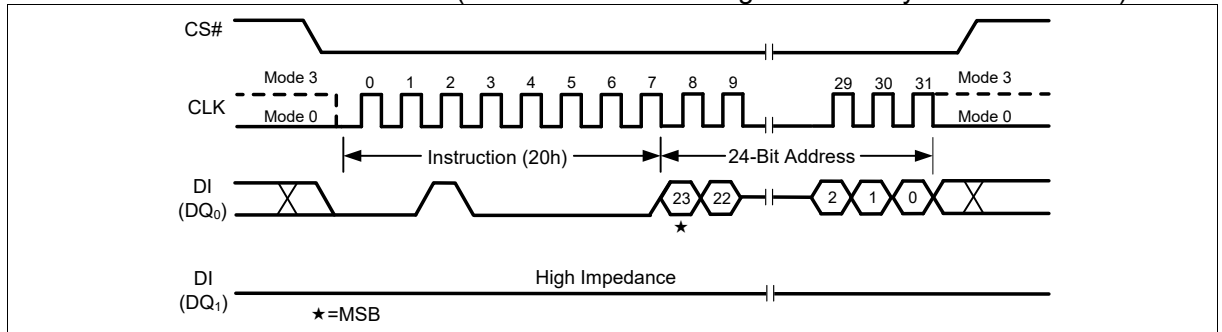 CS#
Mode 3 0 1 2 3 4 5 6 7 8 9 29 30 31 Mode 3
CLK
Mode 0 Mode 0
Instruction (20h) 24-Bit Address
DI
(DQ0)
23 22 2 1 0
★
High Impedance
DI
(DQ1)
★=MSB